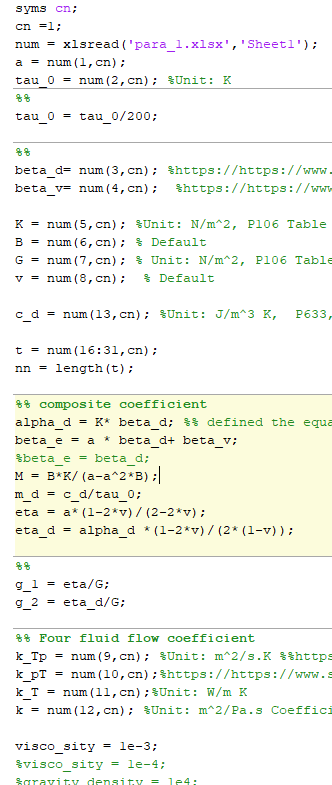 syms cn;
cn =1;
num = xlsread('para_1.xlsx','Sheet1');
a = num(1,cn);
tau_0 = num(2,cn); %Unit: K
%%
tau_0 = tau_0/200;
%%
beta_d= num(3,cn); %https://https://www.
beta_v= num(4,cn);  %https://https://www
K = num(5,cn); %Unit: N/m^2, P106 Table
B = num(6,cn); % Default
G = num(7,cn); % Unit: N/m^2, P106 Table
v = num(8,cn);  % Default
c_d = num(13,cn); %Unit: J/m^3 K,  P633,
t = num(16:31,cn);
nn = length(t);
%% composite coefficient
alpha_d = K* beta_d; %% defined the equa
beta_e = a * beta_d+ beta_v;
%beta_e = beta_d;
M = B*K/(a-a^2*B);
m_d = c_d/tau_0;
eta = a*(1-2*v)/(2-2*v);
eta_d = alpha_d *(1-2*v)/(2*(1-v));
%%
g_1 = eta/G;
g_2 = eta_d/G;
%% Four fluid flow coefficient
k_Tp = num(9,cn); %Unit: m^2/s.K %%https
k_pT = num(10,cn);%https://https://www.s
k_T = num(11,cn);%Unit: W/m K
k = num(12,cn); %Unit: m^2/Pa.s Coeffici
visco_sity = 1e-3;
%visco_sity = 1e-4;
%gravity_density = 1e4;